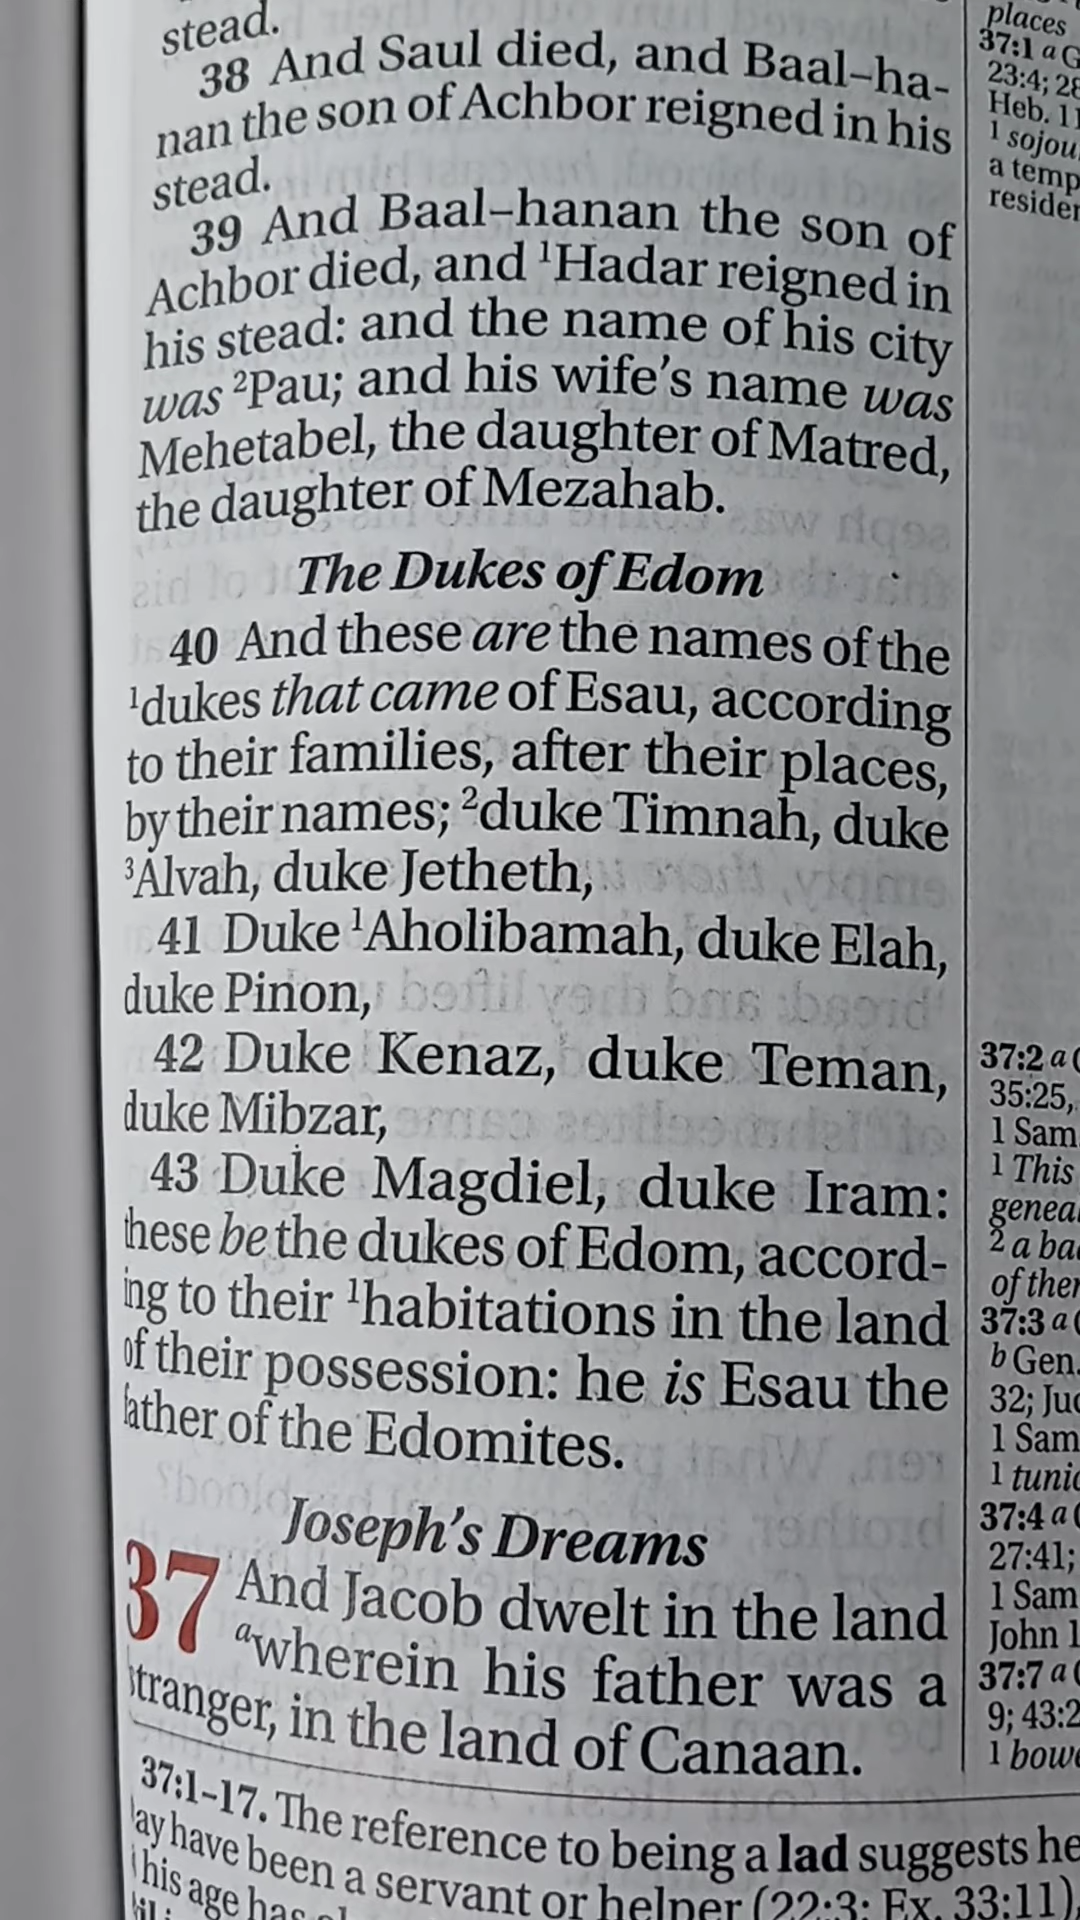 stead.
38 And Saul died, and Baal-ha-
nan the son of Achbor reigned in his
stead.
39 And Baal-hanan the son of
Achbor died, and ¹Hadar reigned in
his stead: and the name of his city
was ²Pau; and his wife's name was
Mehetabel, the daughter of Matred,
the daughter of Mezahab.
The Dukes of Edom
40 And these are the names of the
¹dukes that came of Esau, according
to their families, after their places,
by their names; ²duke Timnah, duke
³Alvah, duke Jetheth,
41 Duke ¹Aholibamah, duke Elah,
duke Pinon,
42 Duke Kenaz, duke Teman,
duke Mibzar,
43 Duke Magdiel, duke Iram:
these be the dukes of Edom, accord-
ing to their ¹habitations in the land
of their possession: he is Esau the
father of the Edomites.
Joseph's Dreams
37 And Jacob dwelt in the land
ᵃwherein his father was a
stranger, in the land of Canaan.
places
37:1 a G
23:4; 28
Heb. 11
1 sojou
a temp
resider
37:2 a
35:25,
1 Sam
1 This
geneal
2 a ba
of ther
37:3 a
b Gen.
32; Jud
1 Sam
1 tunic
37:4 a
27:41;
1 Sam
John 1
37:7 a
9; 43:2
1 bowe
37:1–17. The reference to being a lad suggests he
ay have been a servant or helper (22:3; Ex. 33:11)
his age has